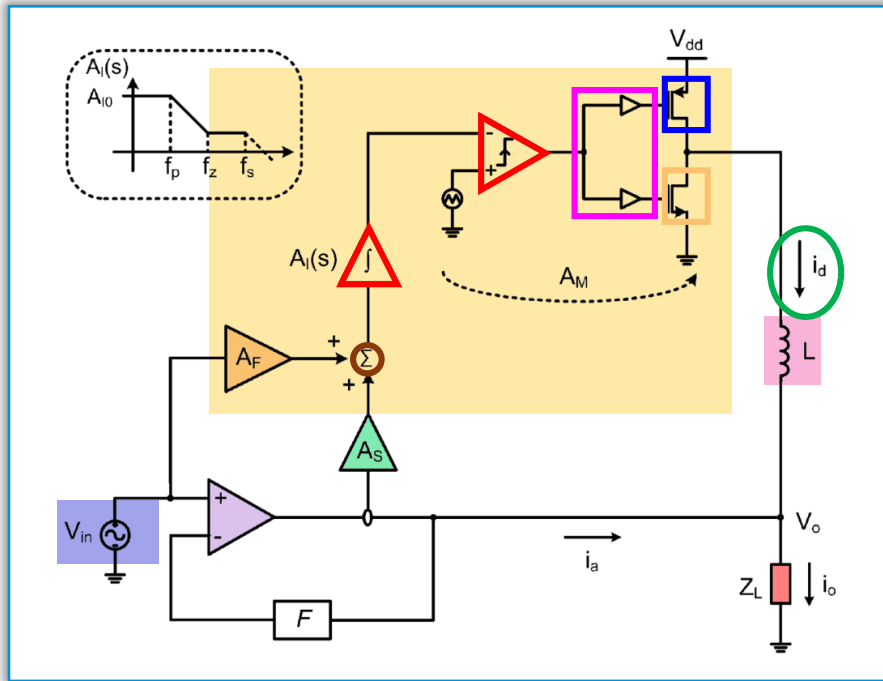 V_dd
A_I(s)
A_I0
f_p f_z f_s
-
+
A_I(s)
∫
A_M
i_d
L
A_F
+
Σ
+
A_S
V_in
+
-
V_o
i_a
F
Z_L
i_o